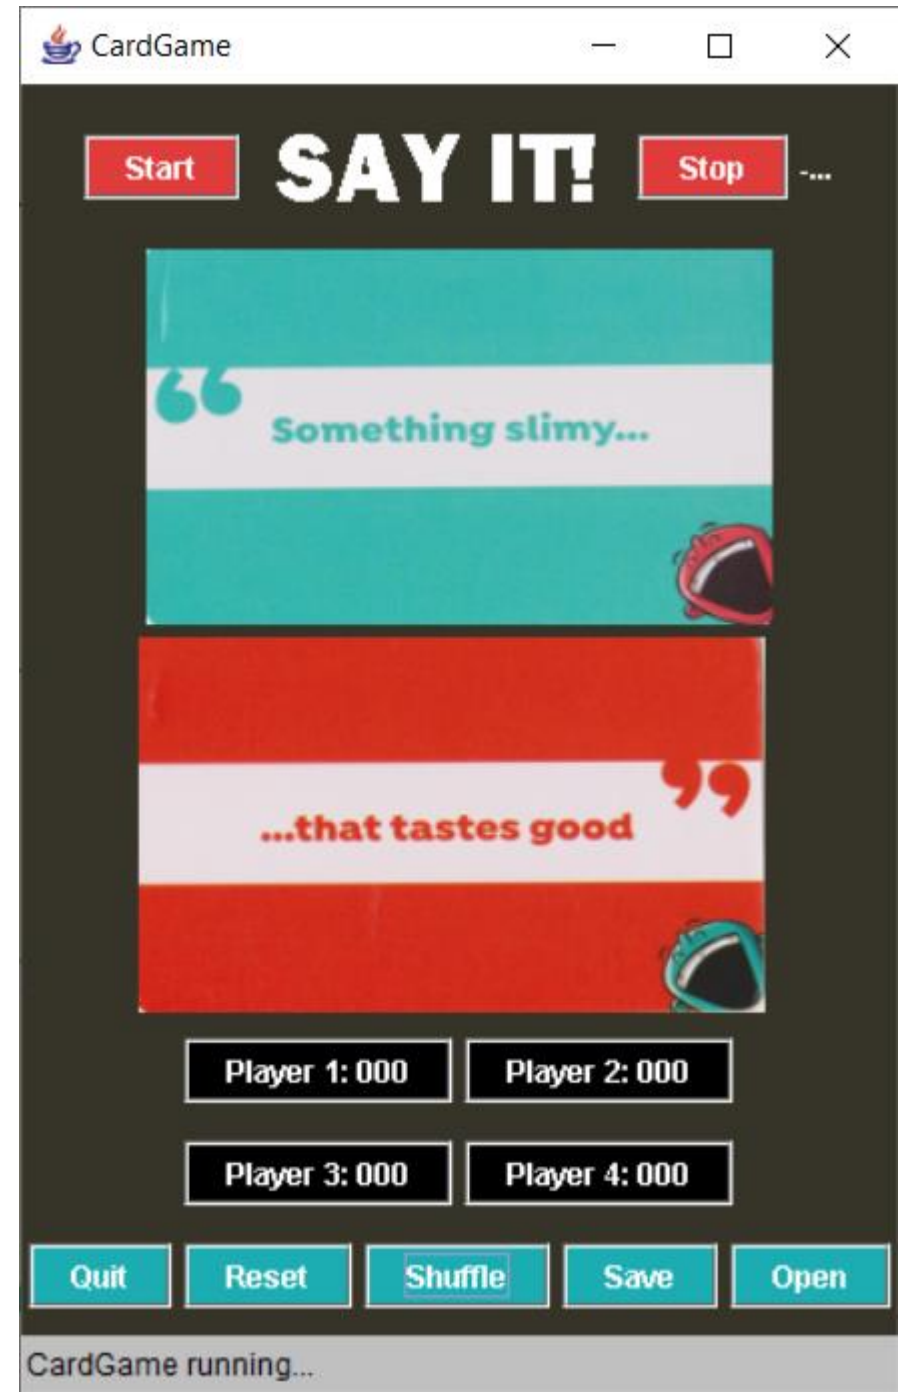 CardGame
Start SAY IT! Stop -...
“ Something slimy...
...that tastes good ”
Player 1: 000 Player 2: 000
Player 3: 000 Player 4: 000
Quit Reset Shuffle Save Open
CardGame running...